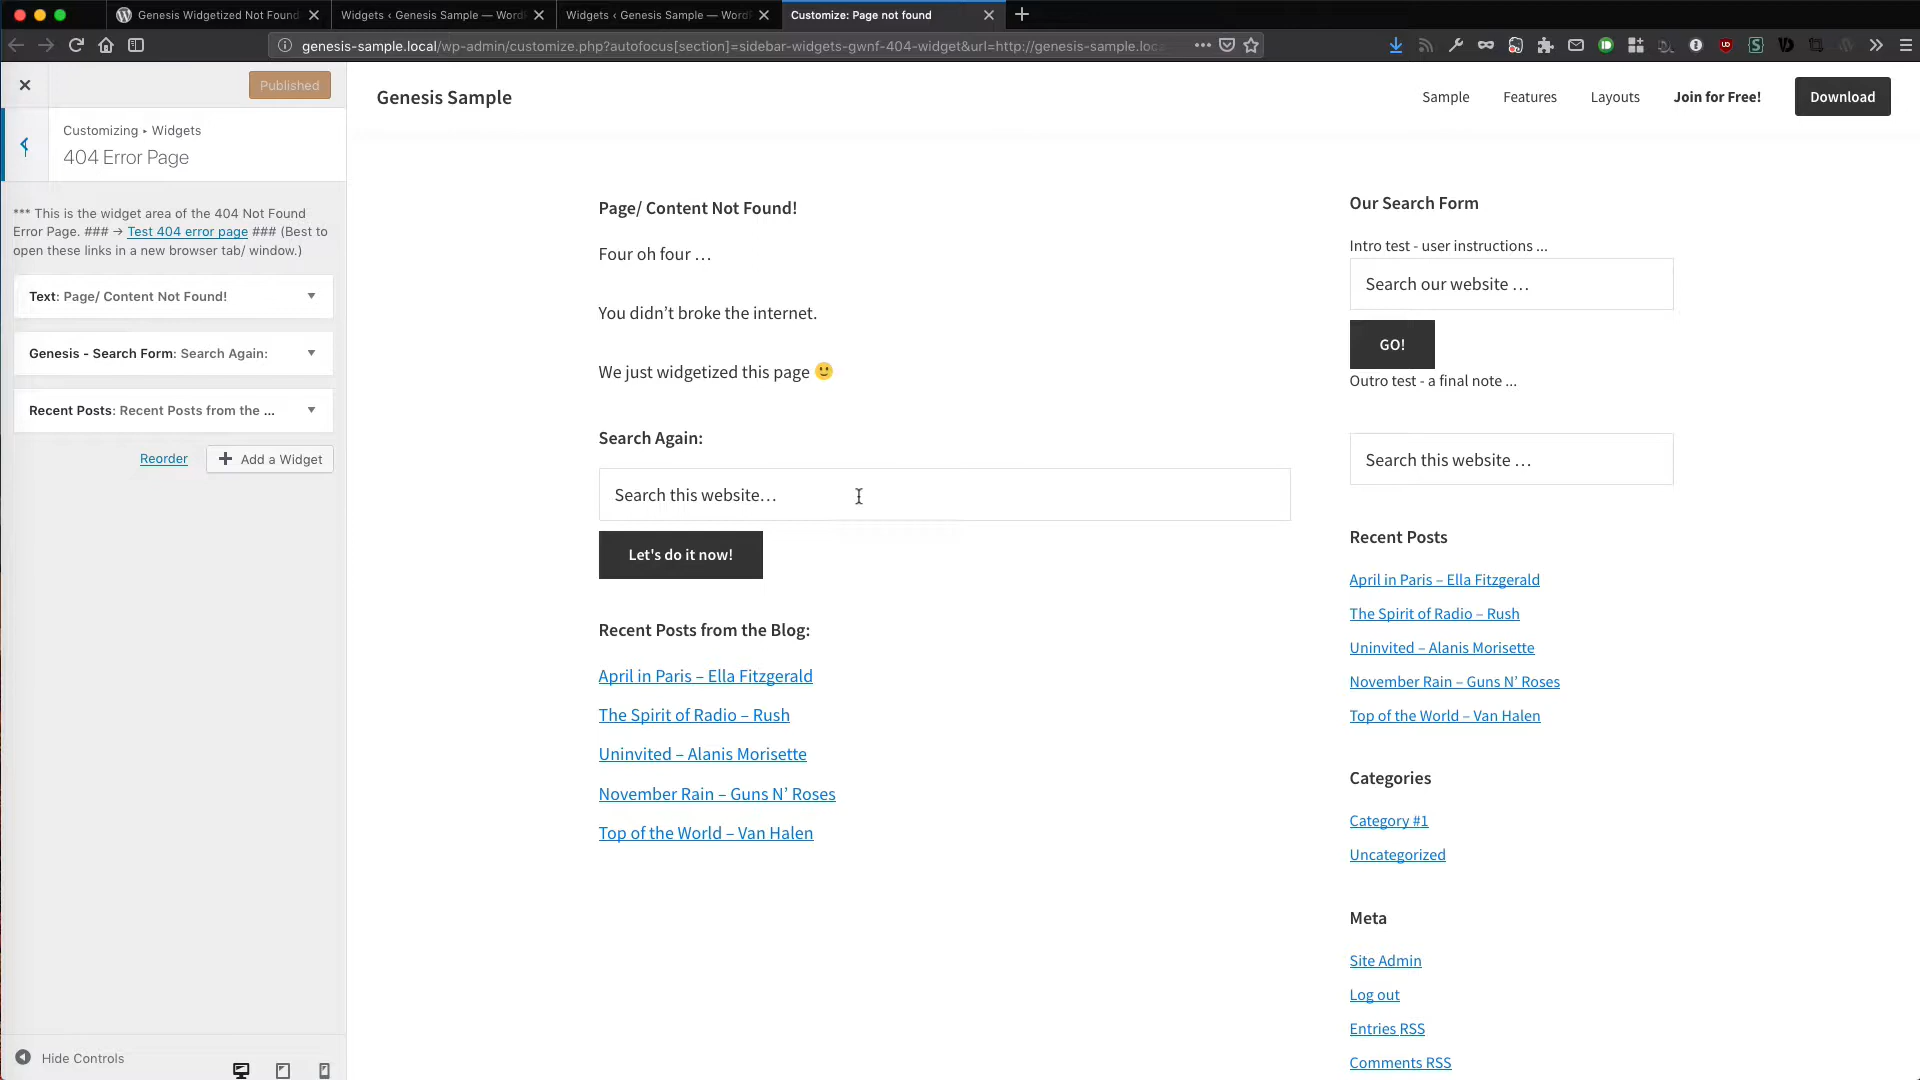 Genesis Widgetized Not Found
Widgets ‹ Genesis Sample — Word
Widgets ‹ Genesis Sample — Word
Customize: Page not found
genesis-sample.local/wp-admin/customize.php?autofocus[section]=sidebar-widgets-gwnf-404-widget&url=http://genesis-sample.loc
Published
Customizing ▸ Widgets
404 Error Page
*** This is the widget area of the 404 Not Found
Error Page. ### → Test 404 error page ### (Best to
open these links in a new browser tab/ window.)
Text: Page/ Content Not Found!
Genesis - Search Form: Search Again:
Recent Posts: Recent Posts from the ...
Reorder
Add a Widget
Hide Controls
Genesis Sample
Sample
Features
Layouts
Join for Free!
Download
Page/ Content Not Found!
Four oh four …
You didn’t broke the internet.
We just widgetized this page 🙂
Search Again:
Search this website…
Let's do it now!
Recent Posts from the Blog:
April in Paris – Ella Fitzgerald
The Spirit of Radio – Rush
Uninvited – Alanis Morisette
November Rain – Guns N’ Roses
Top of the World – Van Halen
Our Search Form
Intro test - user instructions ...
Search our website …
GO!
Outro test - a final note ...
Search this website …
Recent Posts
April in Paris – Ella Fitzgerald
The Spirit of Radio – Rush
Uninvited – Alanis Morisette
November Rain – Guns N’ Roses
Top of the World – Van Halen
Categories
Category #1
Uncategorized
Meta
Site Admin
Log out
Entries RSS
Comments RSS